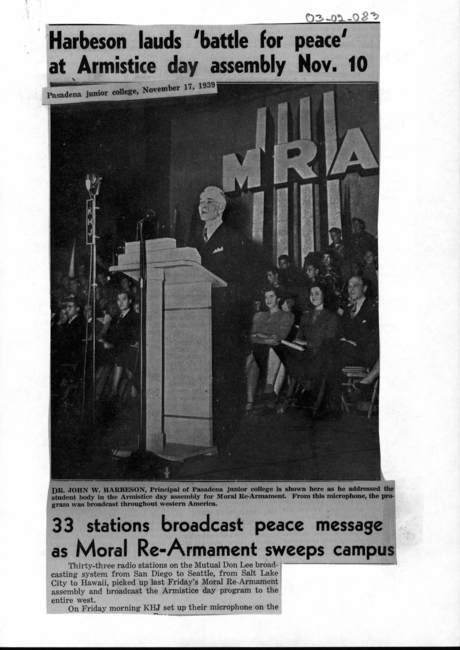 03-02-083
Harbeson lauds 'battle for peace'
at Armistice day assembly Nov. 10
Pasadena junior college, November 17, 1939
MRA
DR. JOHN W. HARBESON, Principal of Pasadena junior college is shown here as he addressed the
student body in the Armistice day assembly for Moral Re-Armament. From this microphone, the pro-
gram was broadcast throughout western America.
33 stations broadcast peace message
as Moral Re-Armament sweeps campus
Thirty-three radio stations on the Mutual Don Lee broad-
casting system from San Diego to Seattle, from Salt Lake
City to Hawaii, picked up last Friday's Moral Re-Armament
assembly and broadcast the Armistice day program to the
entire west.
On Friday morning KHJ set up their microphone on the